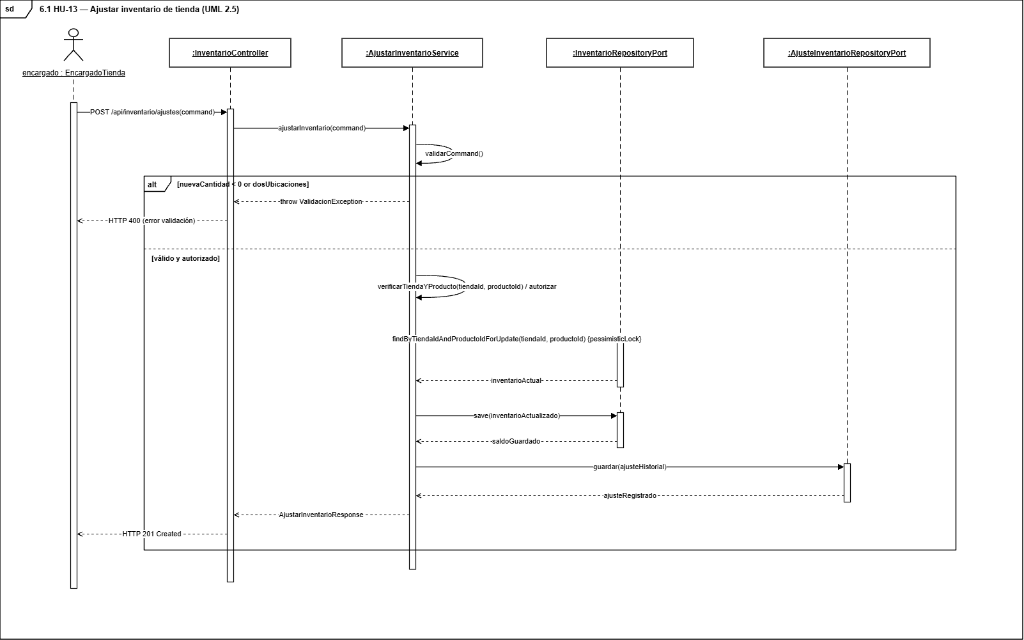 sd
6.1 HU-13 — Ajustar inventario de tienda (UML 2.5)
encargado : EncargadoTienda
:InventarioController
:AjustarInventarioService
:InventarioRepositoryPort
:AjusteInventarioRepositoryPort
POST /api/inventario/ajustes(command)
ajustarInventario(command)
validarCommand()
alt
[nuevaCantidad < 0 or dosUbicaciones]
throw ValidacionException
HTTP 400 (error validación)
[válido y autorizado]
verificarTiendaYProducto(tiendaId, productoId) / autorizar
findByTiendaIdAndProductoIdForUpdate(tiendaId, productoId) {pessimisticLock}
inventarioActual
save(inventarioActualizado)
saldoGuardado
guardar(ajusteHistorial)
ajusteRegistrado
AjustarInventarioResponse
HTTP 201 Created